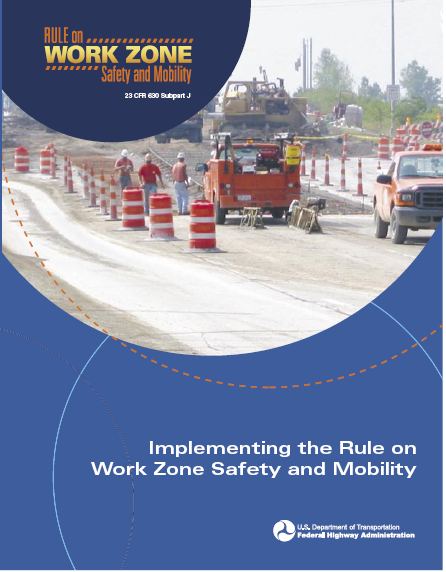 RULE on
WORK ZONE
Safety and Mobility
23 CFR 630 Subpart J
Implementing the Rule on
Work Zone Safety and Mobility
U.S. Department of Transportation
Federal Highway Administration